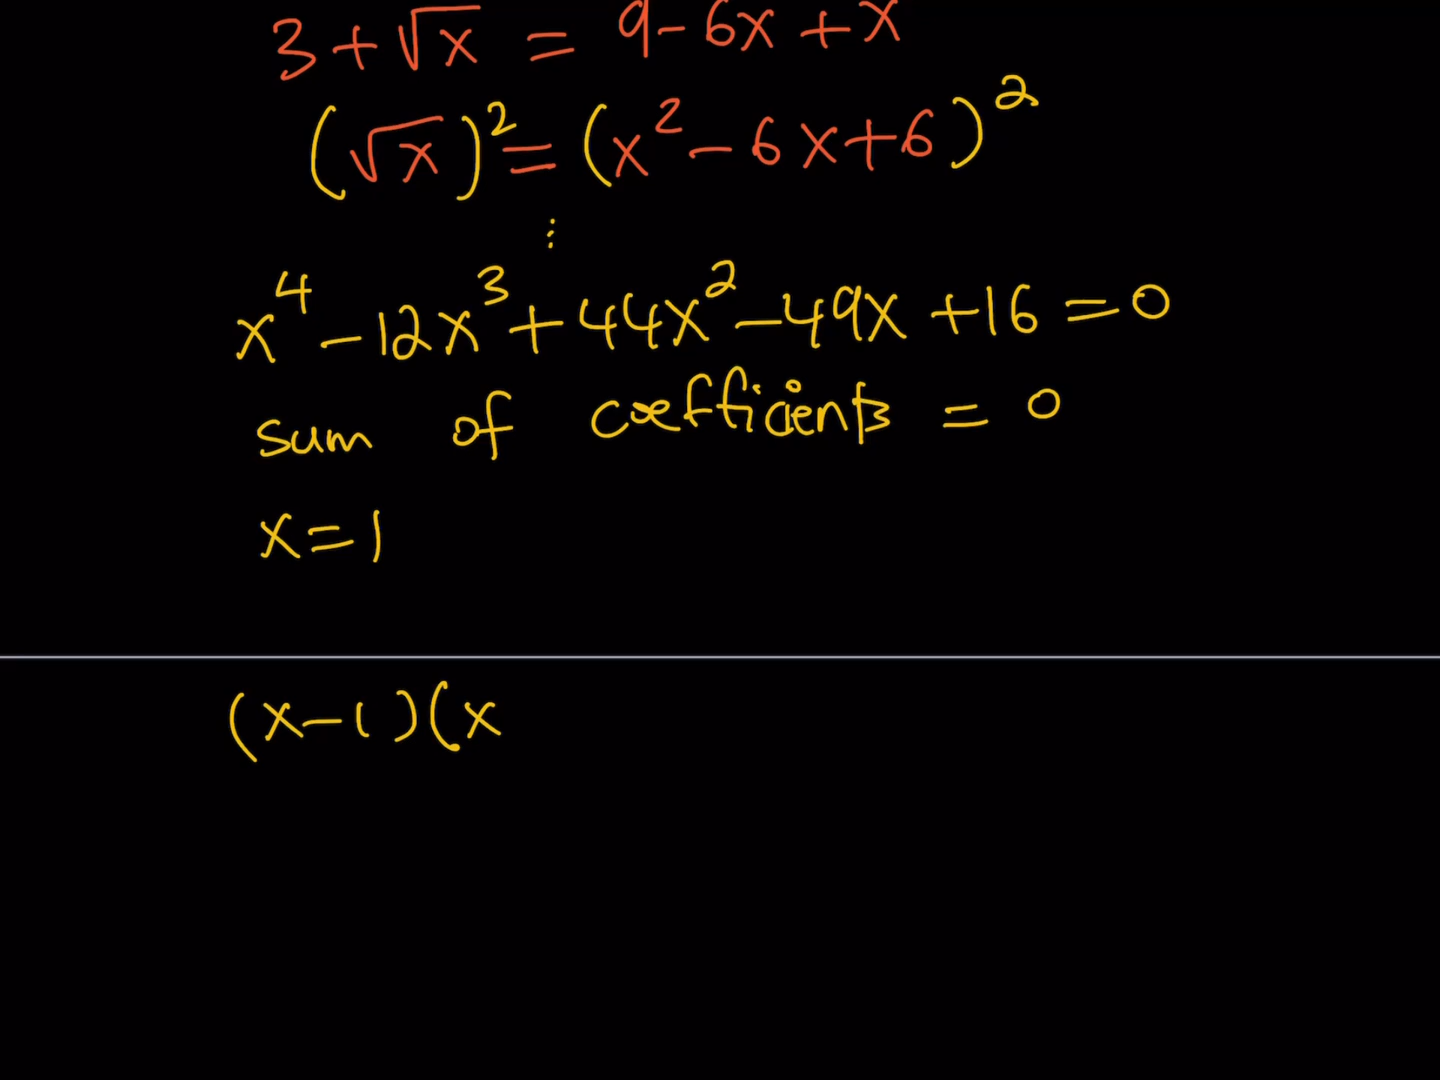 3 + √x = 9 - 6x + x
(√x)² = (x² - 6x + 6)²
⋮
x⁴ - 12x³ + 44x² - 49x + 16 = 0
sum of coefficients = 0
x = 1
(x - 1)(x